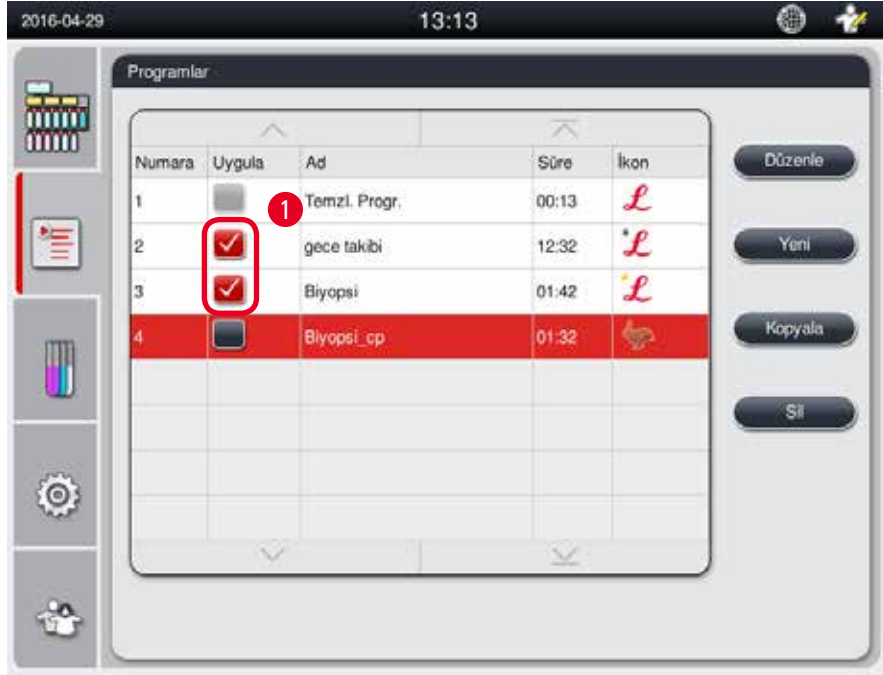 2016-04-29 13:13
Programlar
Numara Uygula Ad Süre İkon
1 Temzl. Progr. 00:13 L
2 gece takibi 12:32 L
3 Biyopsi 01:42 L
4 Biyopsi_cp 01:32
1
Düzenle
Yeni
Kopyala
Sil